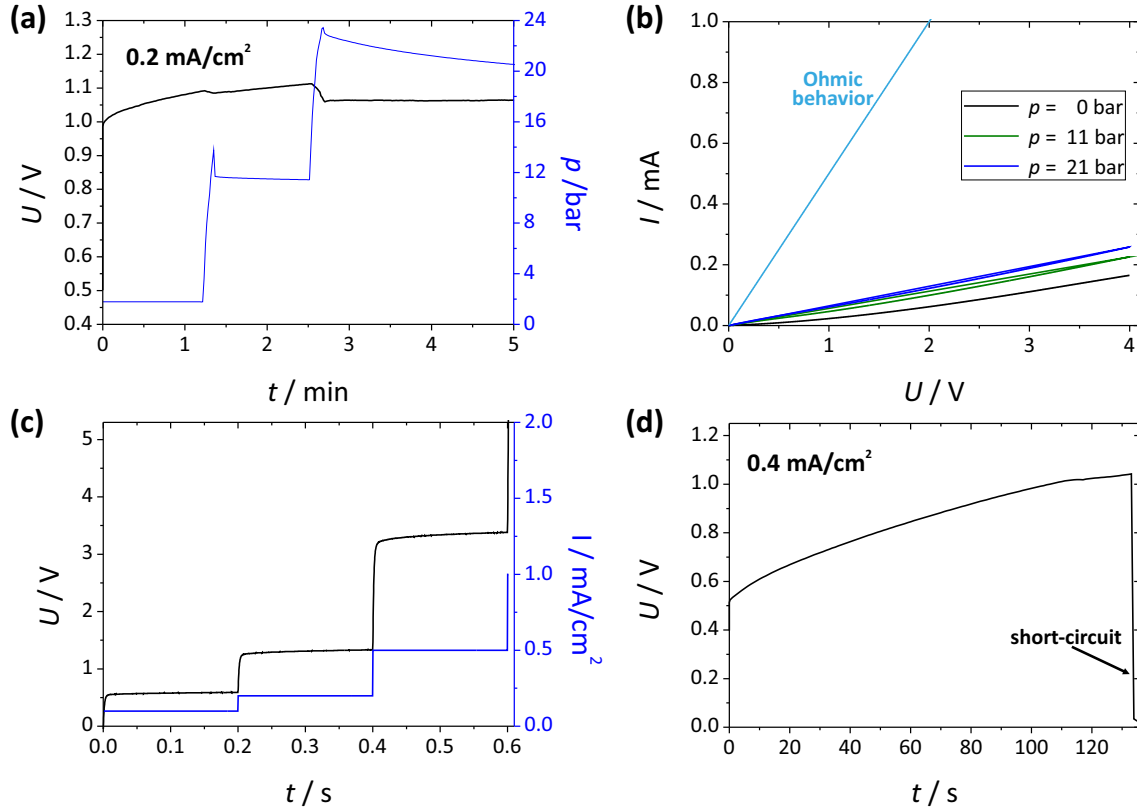 (a)
0.2 mA/cm²
1.3
1.2
1.1
1.0
0.9
0.8
0.7
0.6
0.5
0.4
U / V
24
20
16
12
8
4
0
p /bar
0 1 2 3 4 5
t / min
(b)
Ohmic
behavior
p = 0 bar
p = 11 bar
p = 21 bar
1.0
0.8
0.6
0.4
0.2
0.0
I / mA
0 1 2 3 4
U / V
(c)
5
4
3
2
1
0
U / V
2.0
1.5
1.0
0.5
0.0
I / mA/cm²
0.0 0.1 0.2 0.3 0.4 0.5 0.6
t / s
(d)
0.4 mA/cm²
1.2
1.0
0.8
0.6
0.4
0.2
0.0
U / V
short-circuit
0 20 40 60 80 100 120
t / s